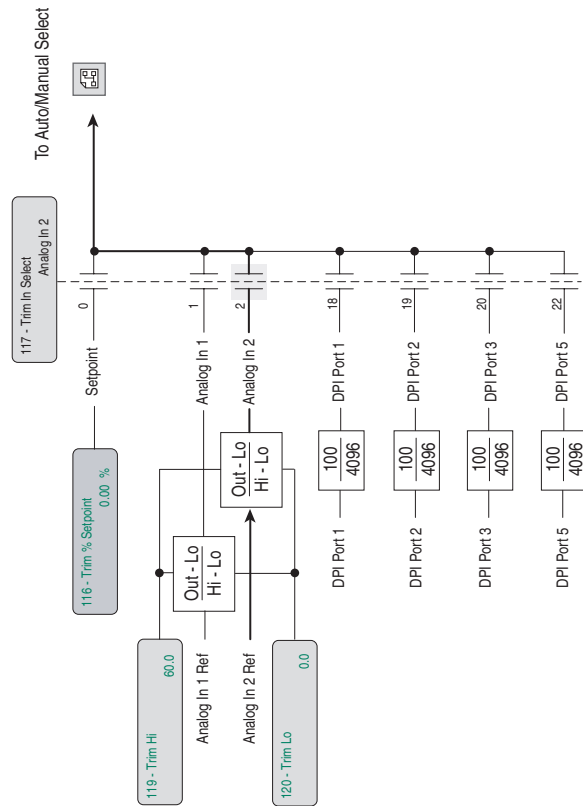 117 - Trim In Select
Analog In 2
To Auto/Manual Select
116 - Trim % Setpoint
0.00 %
Setpoint
0
119 - Trim Hi
60.0
Analog In 1 Ref
Out - Lo
Hi - Lo
Analog In 1
1
Analog In 2 Ref
Out - Lo
Hi - Lo
Analog In 2
2
120 - Trim Lo
0.0
DPI Port 1
100
4096
DPI Port 1
18
DPI Port 2
100
4096
DPI Port 2
19
DPI Port 3
100
4096
DPI Port 3
20
DPI Port 5
100
4096
DPI Port 5
22